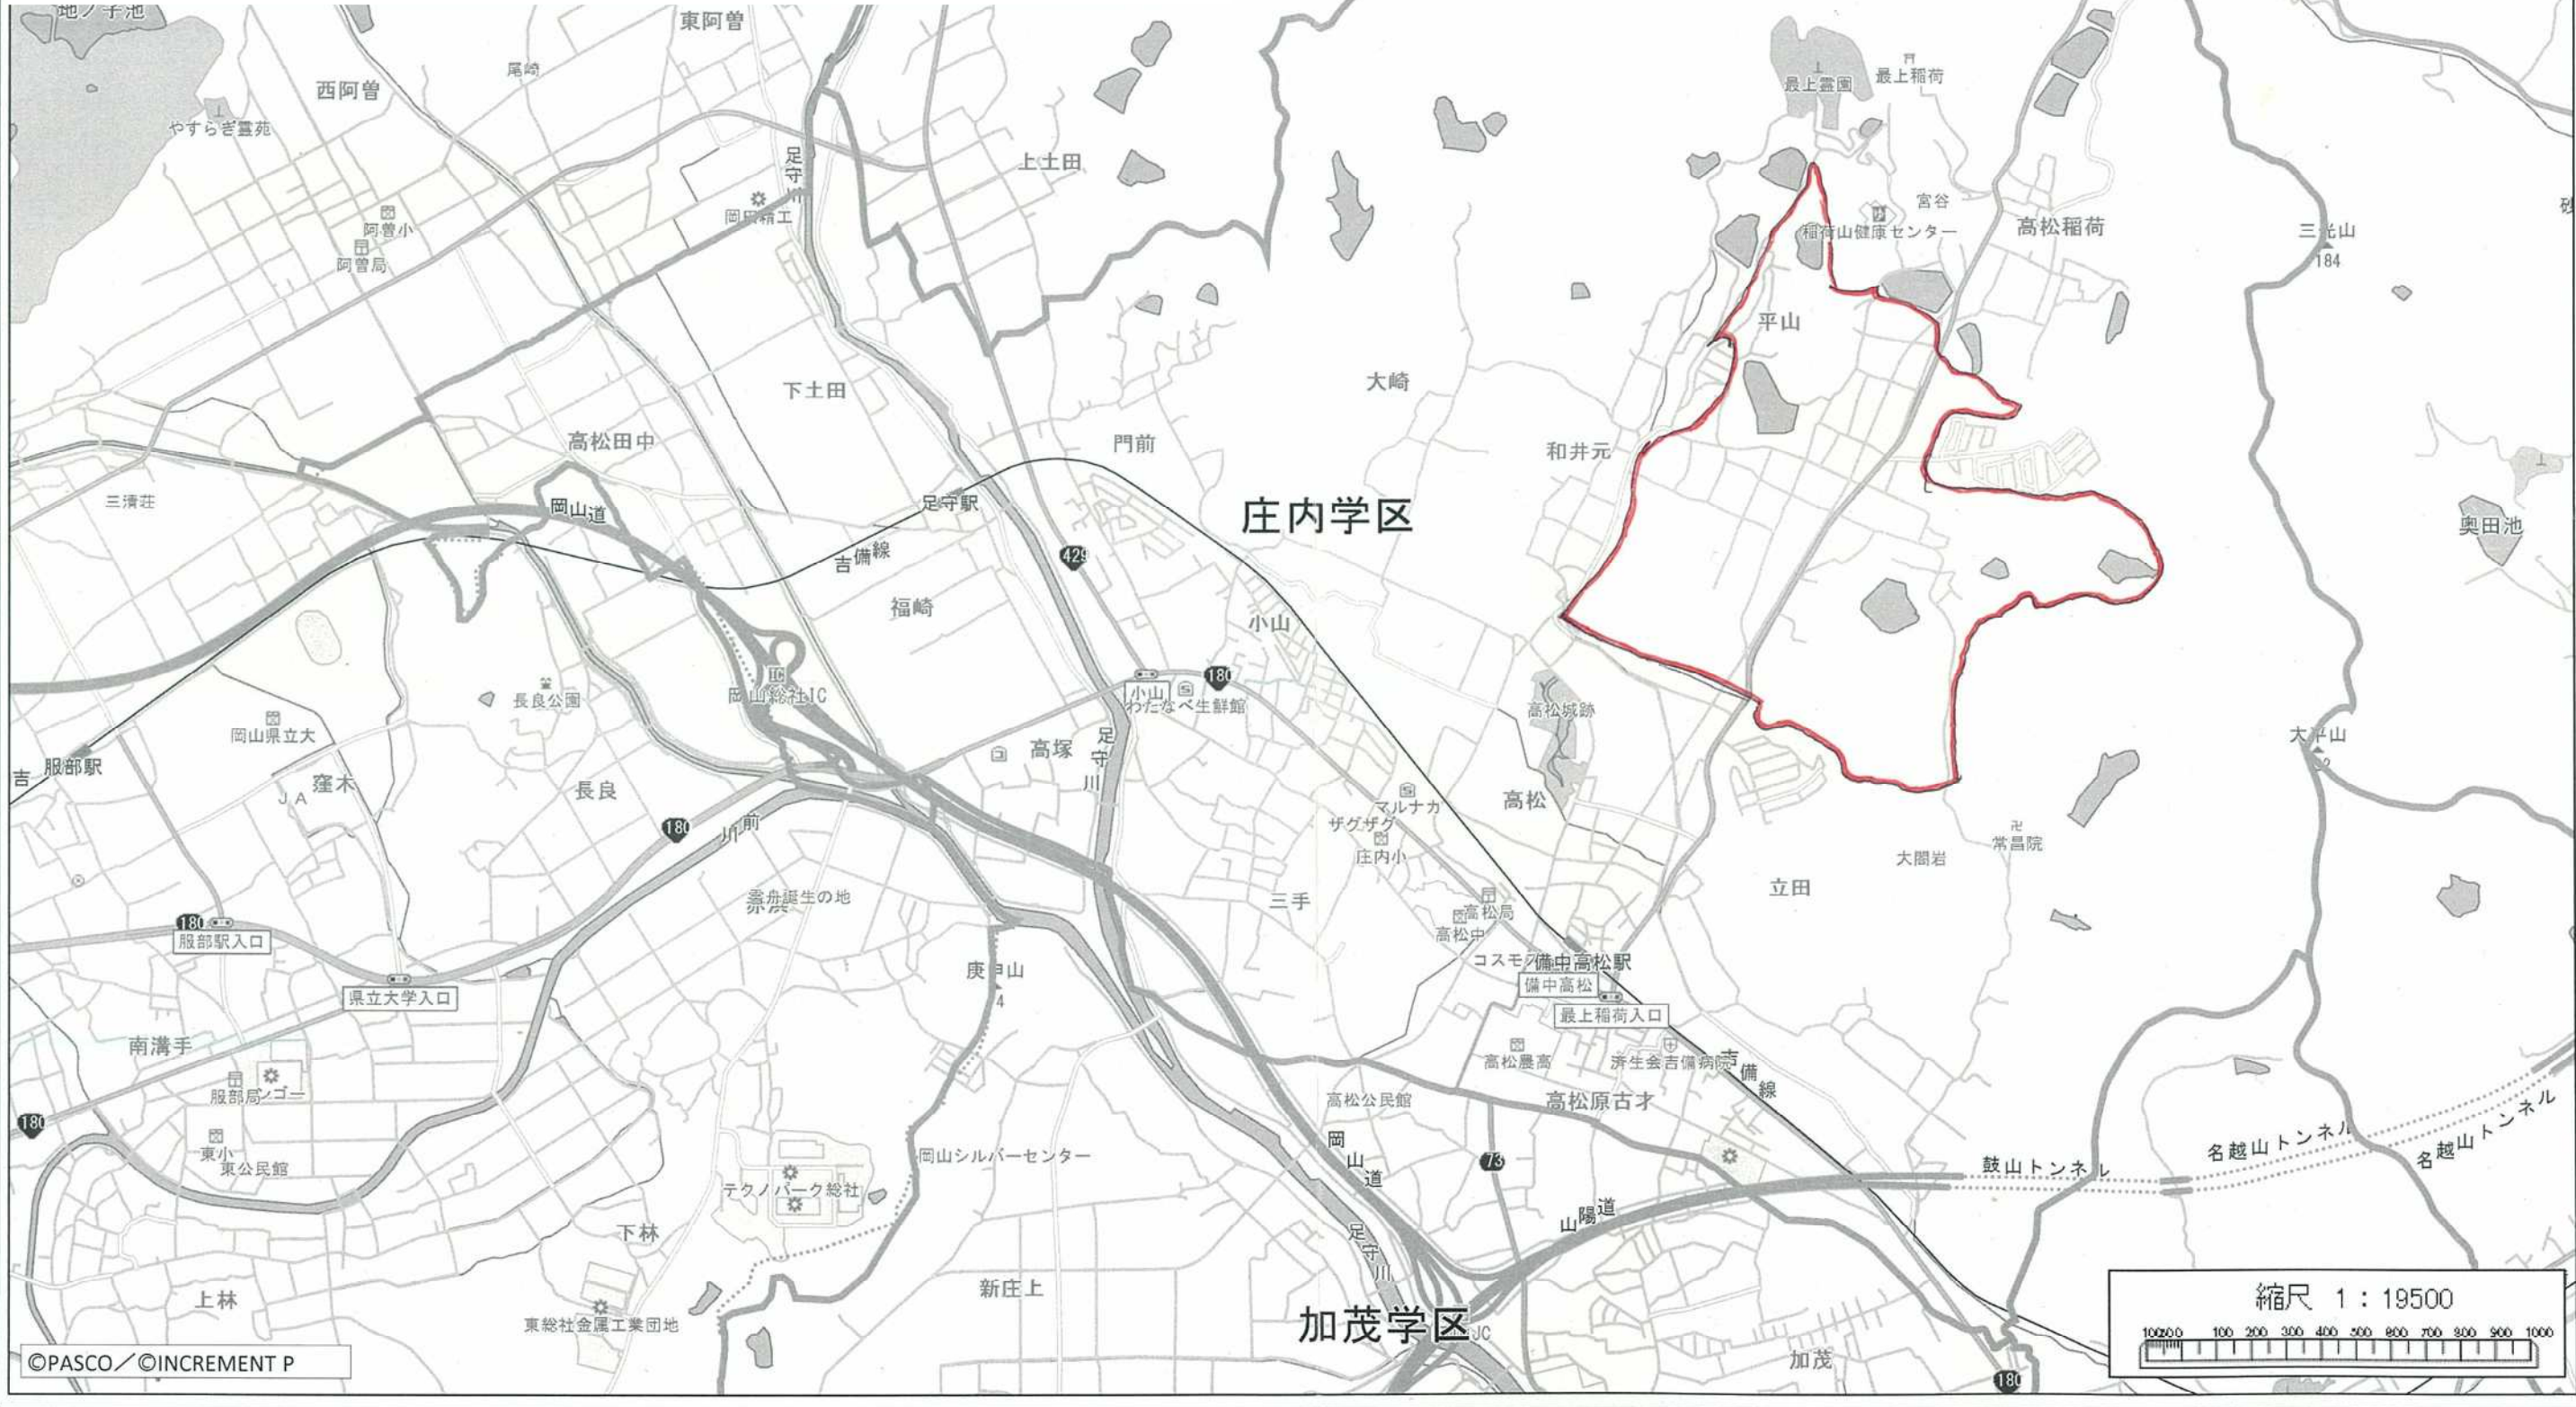 東阿曽
尾崎
西阿曽
やすらぎ霊苑
最上霊園
最上稲荷
足守川
上土田
岡田精工
阿曽小
阿曽局
宮谷
稲荷山健康センター
高松稲荷
三光山
184
平山
下土田
大崎
高松田中
門前
和井元
三清荘
岡山道
足守駅
庄内学区
奥田池
吉備線
429
福崎
小山
長良公園
岡山県立大
IC
岡山総社IC
小山
180
わたなべ生鮮館
高松城跡
高塚
足守川
大平山
吉
服部駅
窪木
JA
長良
マルナカ
ザグザグ
高松
庄内小
180
前川
常昌院
大闇岩
立田
雪舟誕生の地
三手
高松局
高松中
180
服部駅入口
庚申山
4
コスモス
備中高松駅
備中高松
県立大学入口
最上稲荷入口
南溝手
高松農高
済生会吉備病院
吉備線
服部局
180
高松公民館
高松原古才
東小
東公民館
岡山シルバーセンター
岡山道
73
名越山トンネル
名越山トンネル
鼓山トンネル
テクノパーク総社
山陽道
下林
足守川
新庄上
上林
東総社金属工業団地
加茂学区
JC
加茂
180
縮尺 1：19500
100 200 300 400 500 600 700 800 900 1000
©PASCO／©INCREMENT P